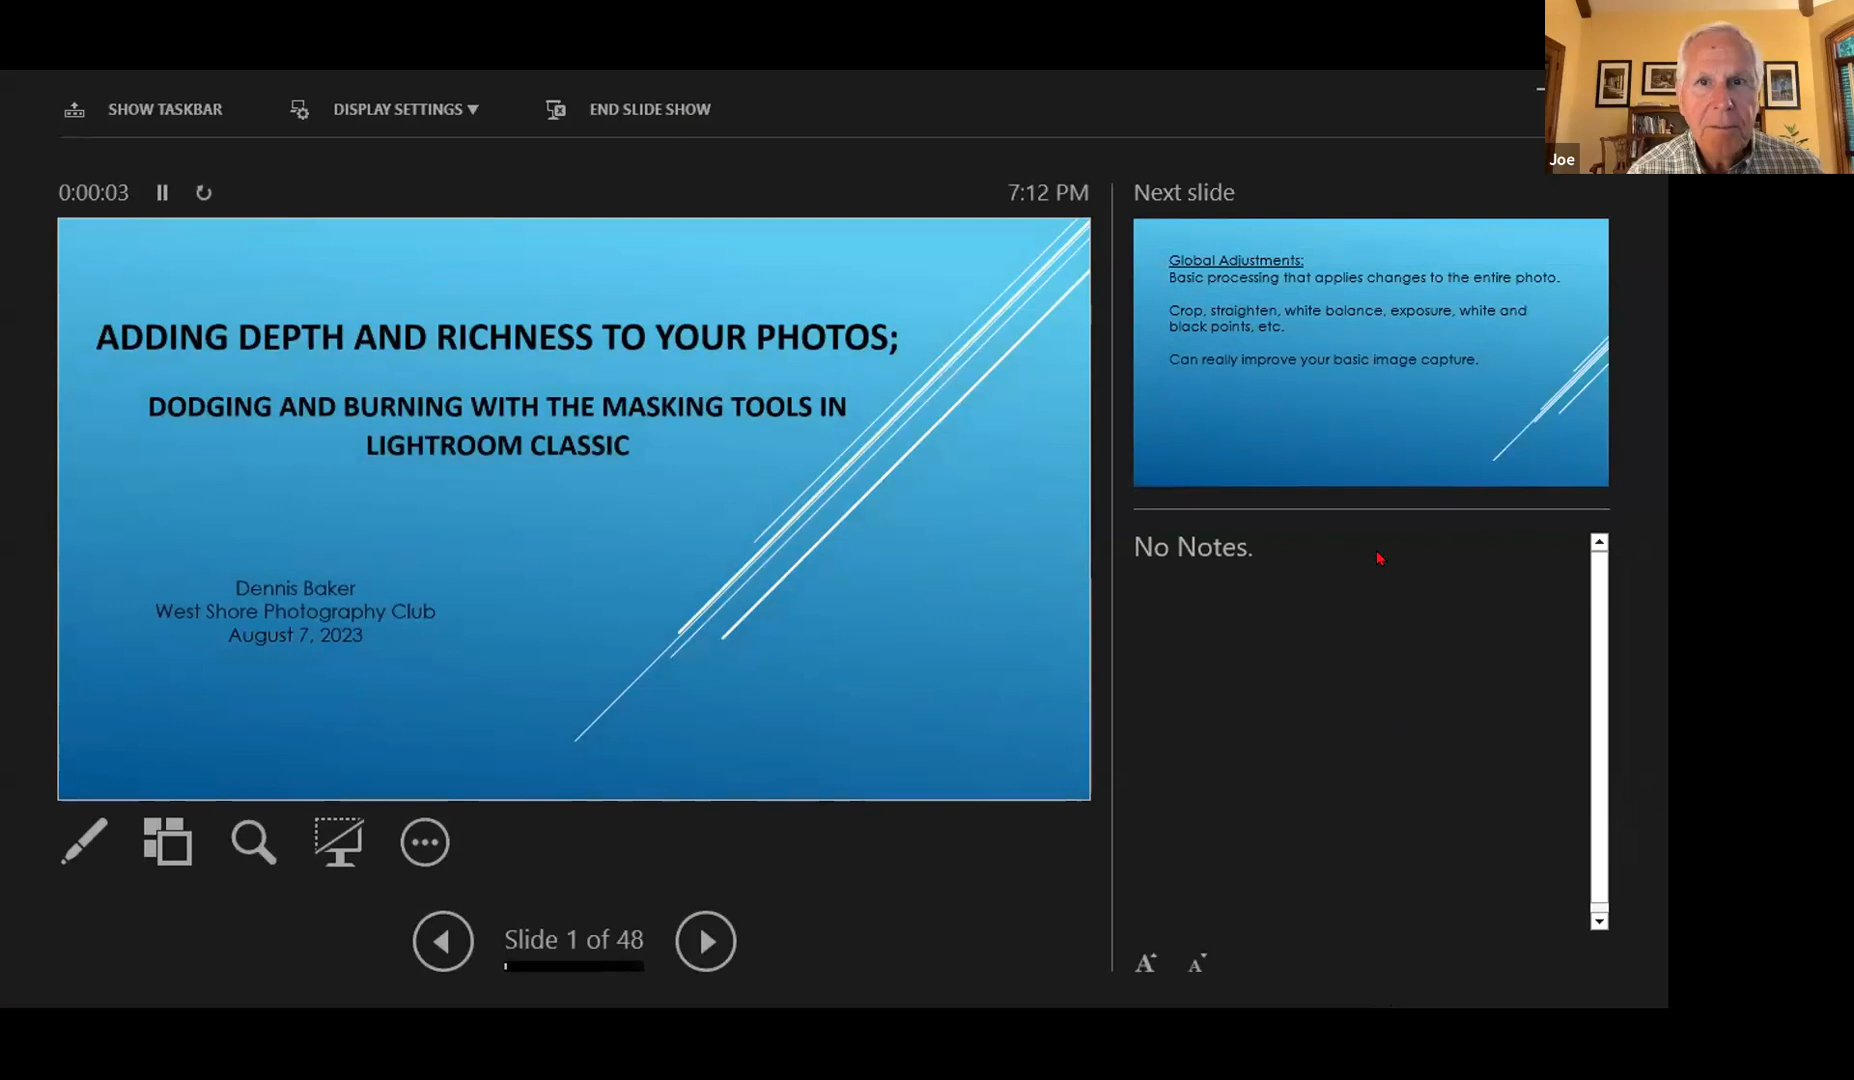 SHOW TASKBAR
DISPLAY SETTINGS ▼
END SLIDE SHOW
Joe
0:00:03
7:12 PM
ADDING DEPTH AND RICHNESS TO YOUR PHOTOS;
DODGING AND BURNING WITH THE MASKING TOOLS IN
LIGHTROOM CLASSIC
Dennis Baker
West Shore Photography Club
August 7, 2023
Next slide
Global Adjustments:
Basic processing that applies changes to the entire photo.
Crop, straighten, white balance, exposure, white and
black points, etc.
Can really improve your basic image capture.
No Notes.
Slide 1 of 48
A A